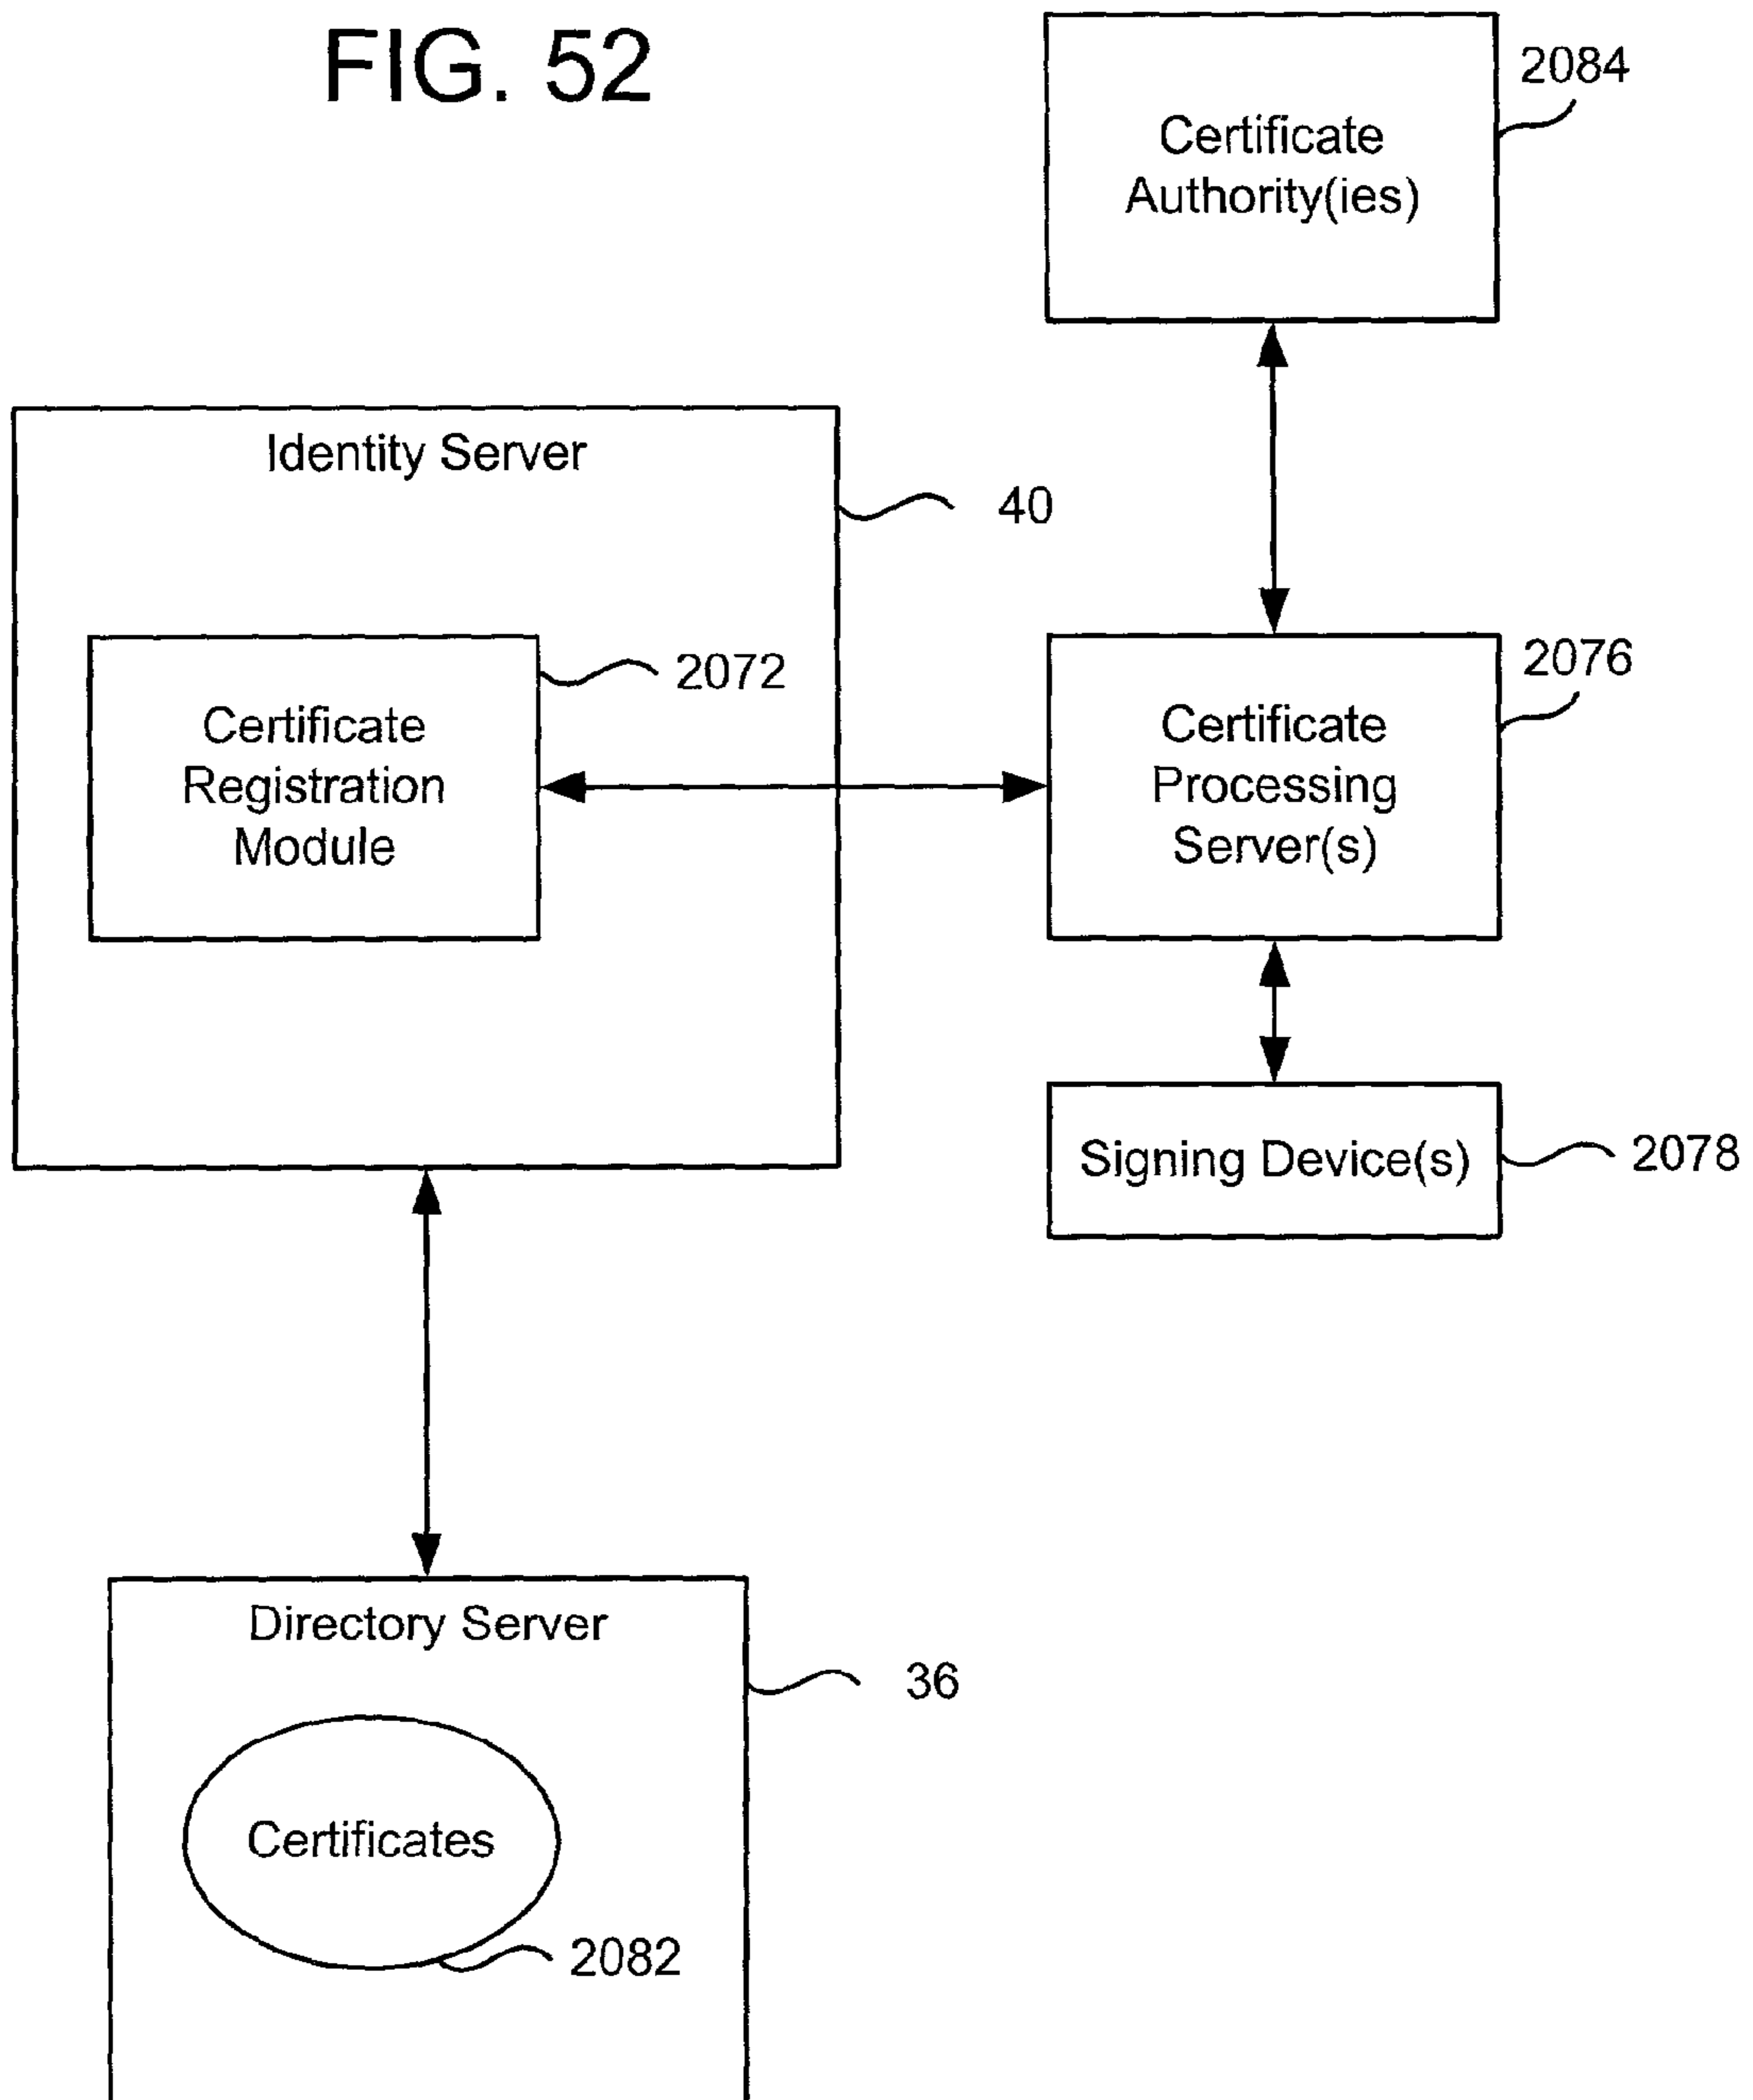 FIG. 52
Certificate
Authority(ies)
2084
Identity Server
40
Certificate
Registration
Module
2072
Certificate
Processing
Server(s)
2076
Signing Device(s)
2078
Directory Server
36
Certificates
2082